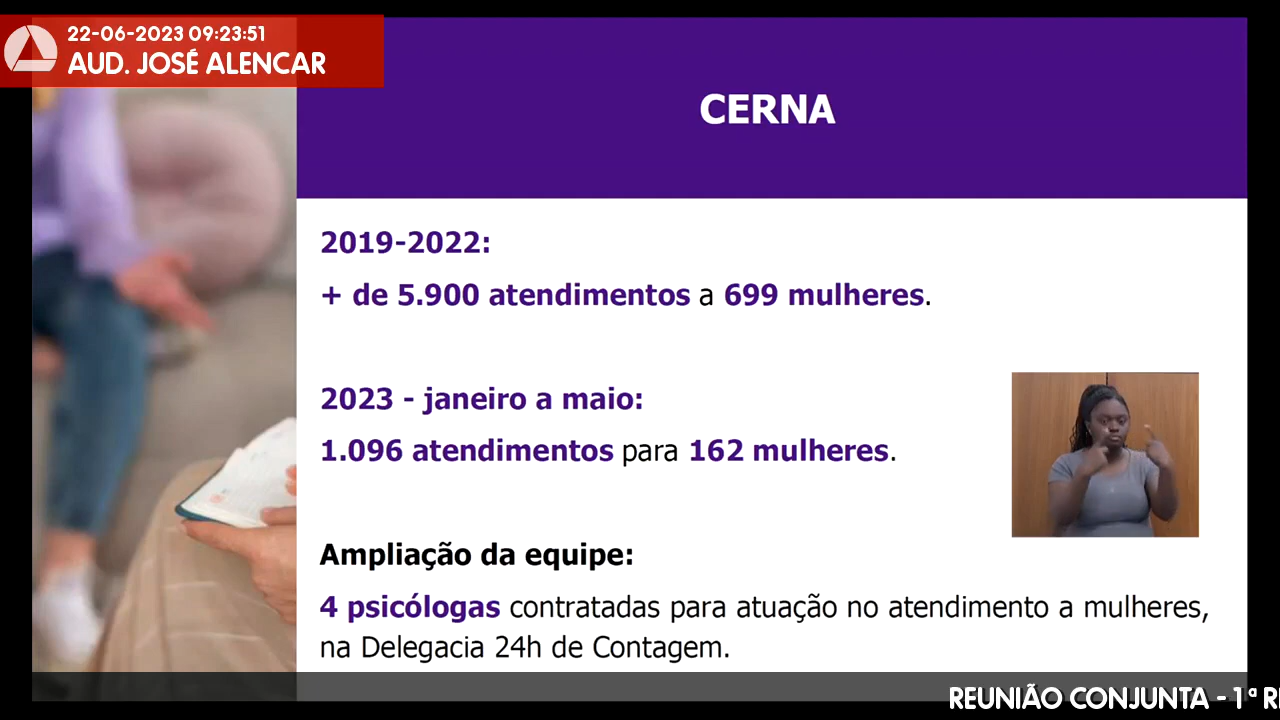 22-06-2023 09:23:51
AUD. JOSÉ ALENCAR
CERNA
2019-2022:
+ de 5.900 atendimentos a 699 mulheres.
2023 - janeiro a maio:
1.096 atendimentos para 162 mulheres.
Ampliação da equipe:
4 psicólogas contratadas para atuação no atendimento a mulheres,
na Delegacia 24h de Contagem.
REUNIÃO CONJUNTA - 1ª